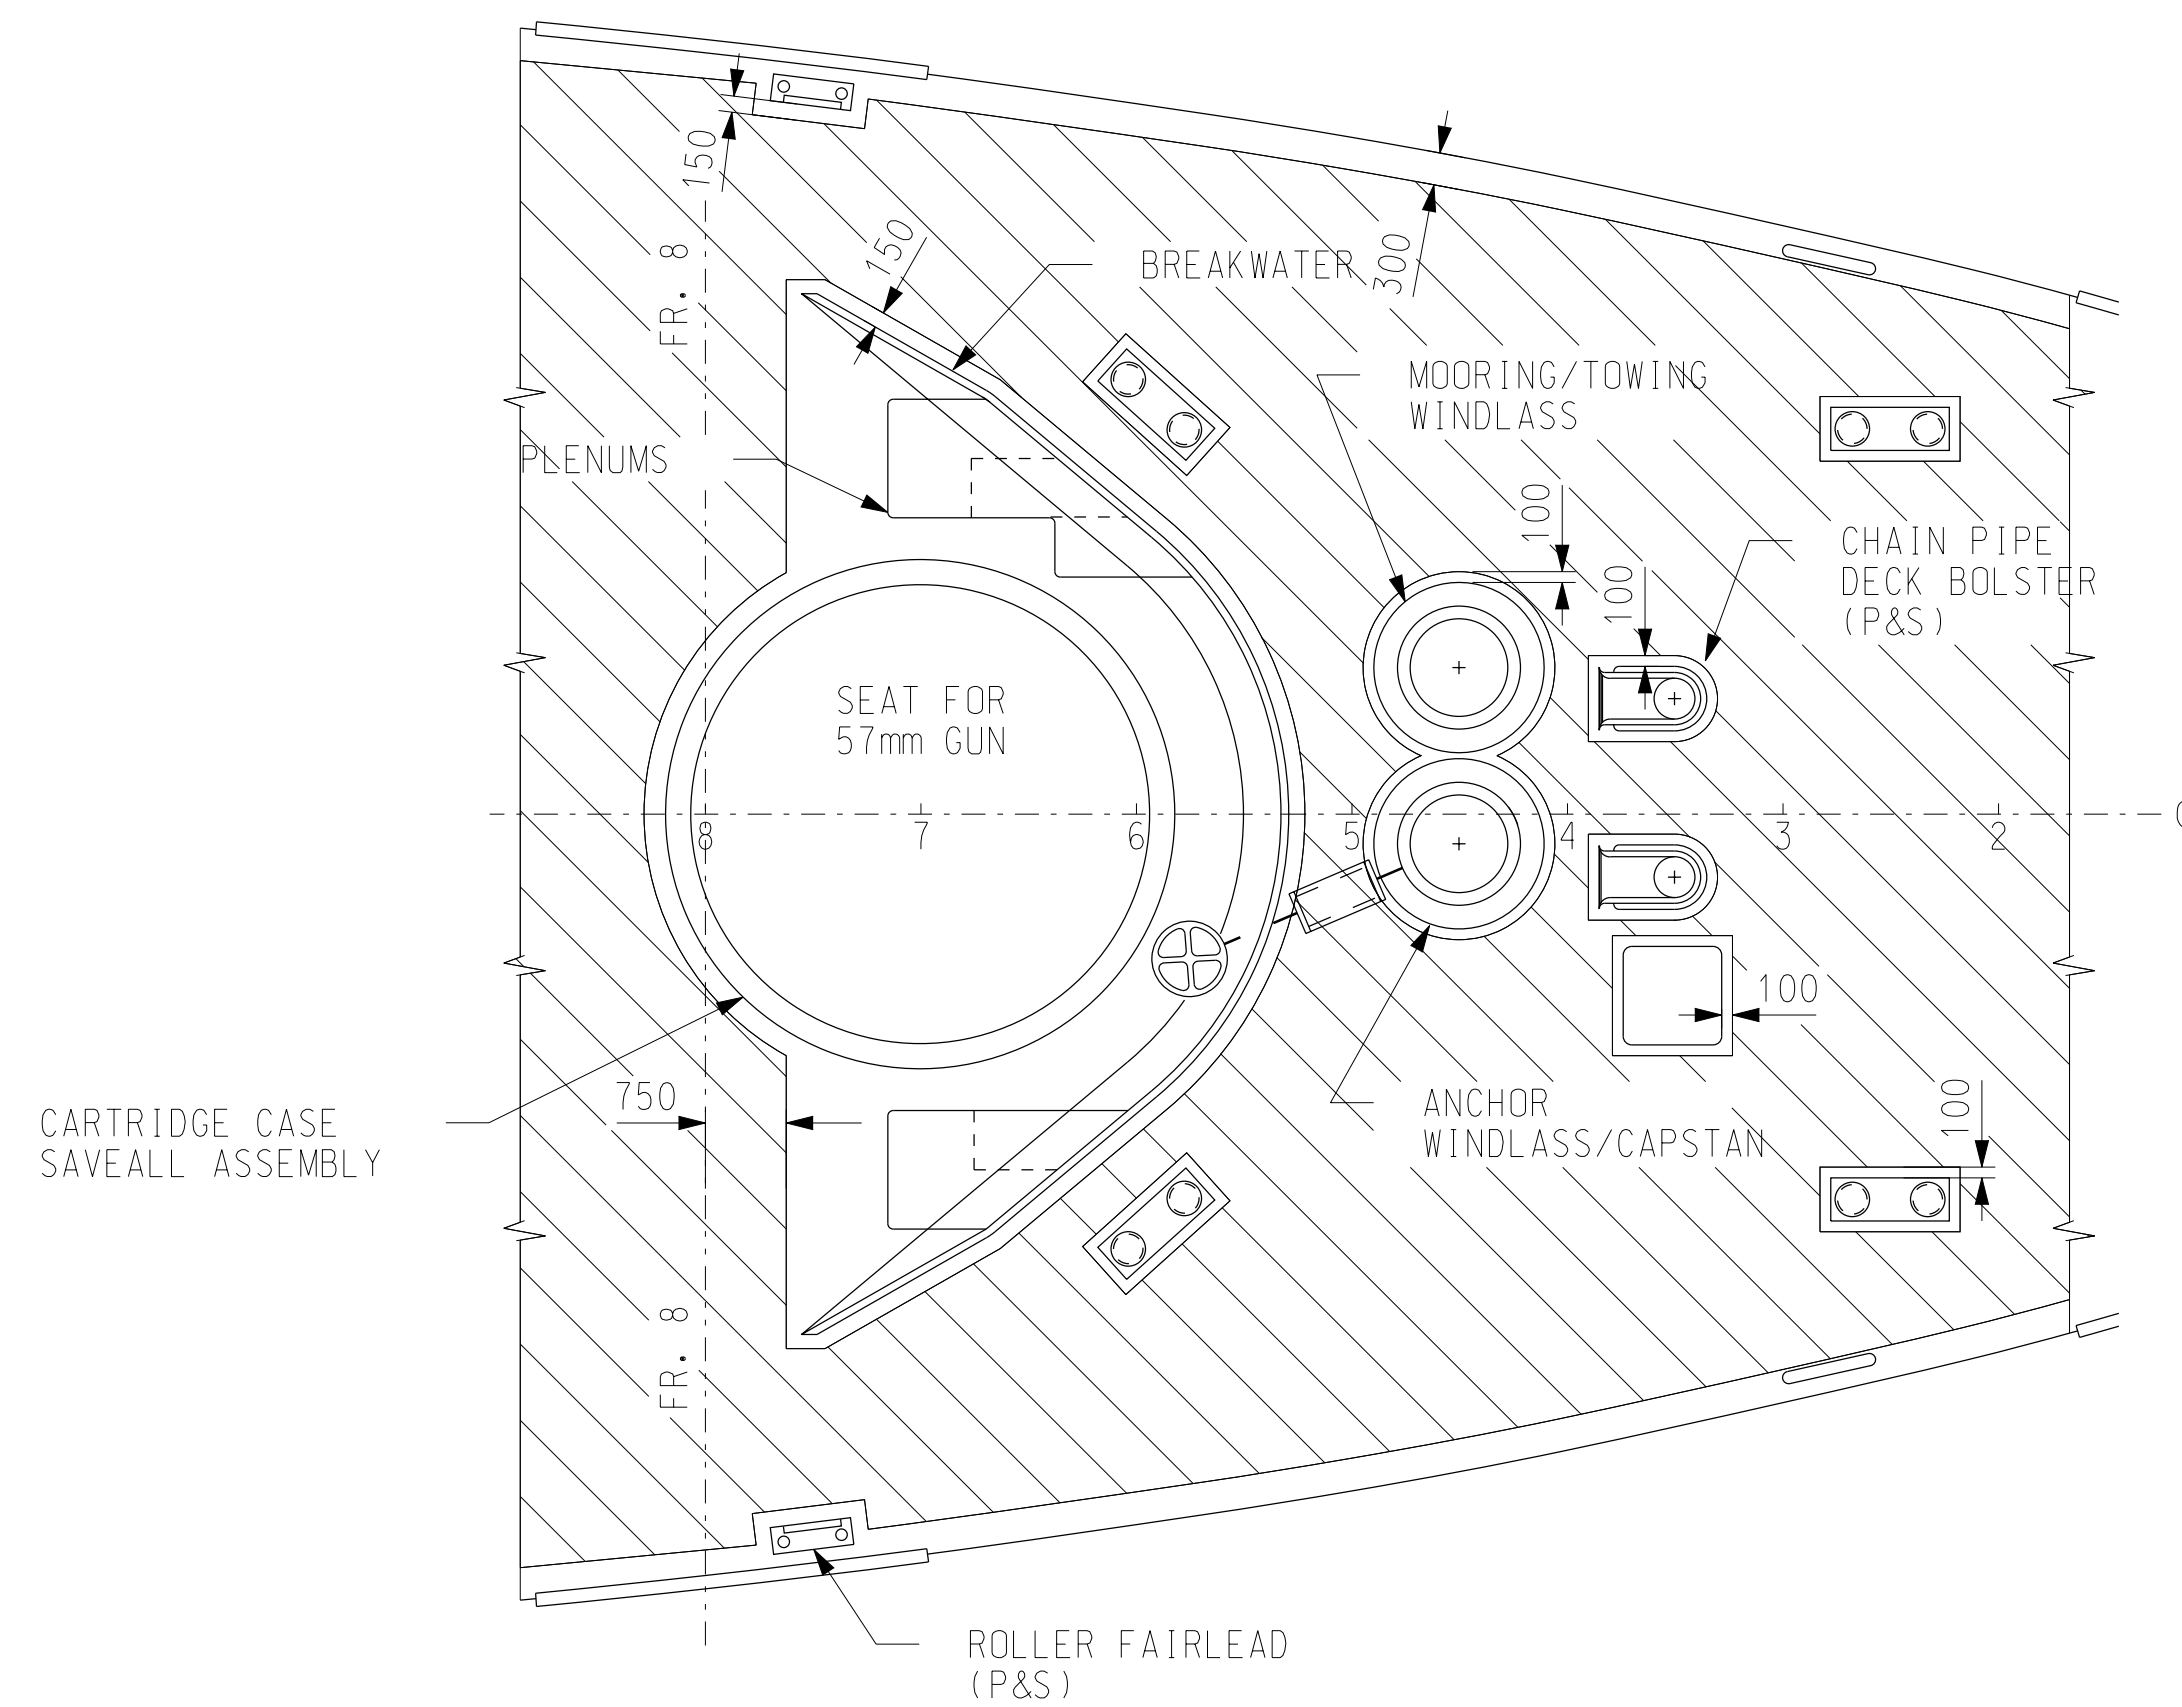 150
FR. 8
150
BREAKWATER
300
MOORING/TOWING
WINDLASS
PLENUMS
100
100
CHAIN PIPE
DECK BOLSTER
(P&S)
SEAT FOR
57mm GUN
8
7
6
5
4
3
2
100
750
CARTRIDGE CASE
SAVEALL ASSEMBLY
ANCHOR
WINDLASS/CAPSTAN
100
FR. 8
ROLLER FAIRLEAD
(P&S)